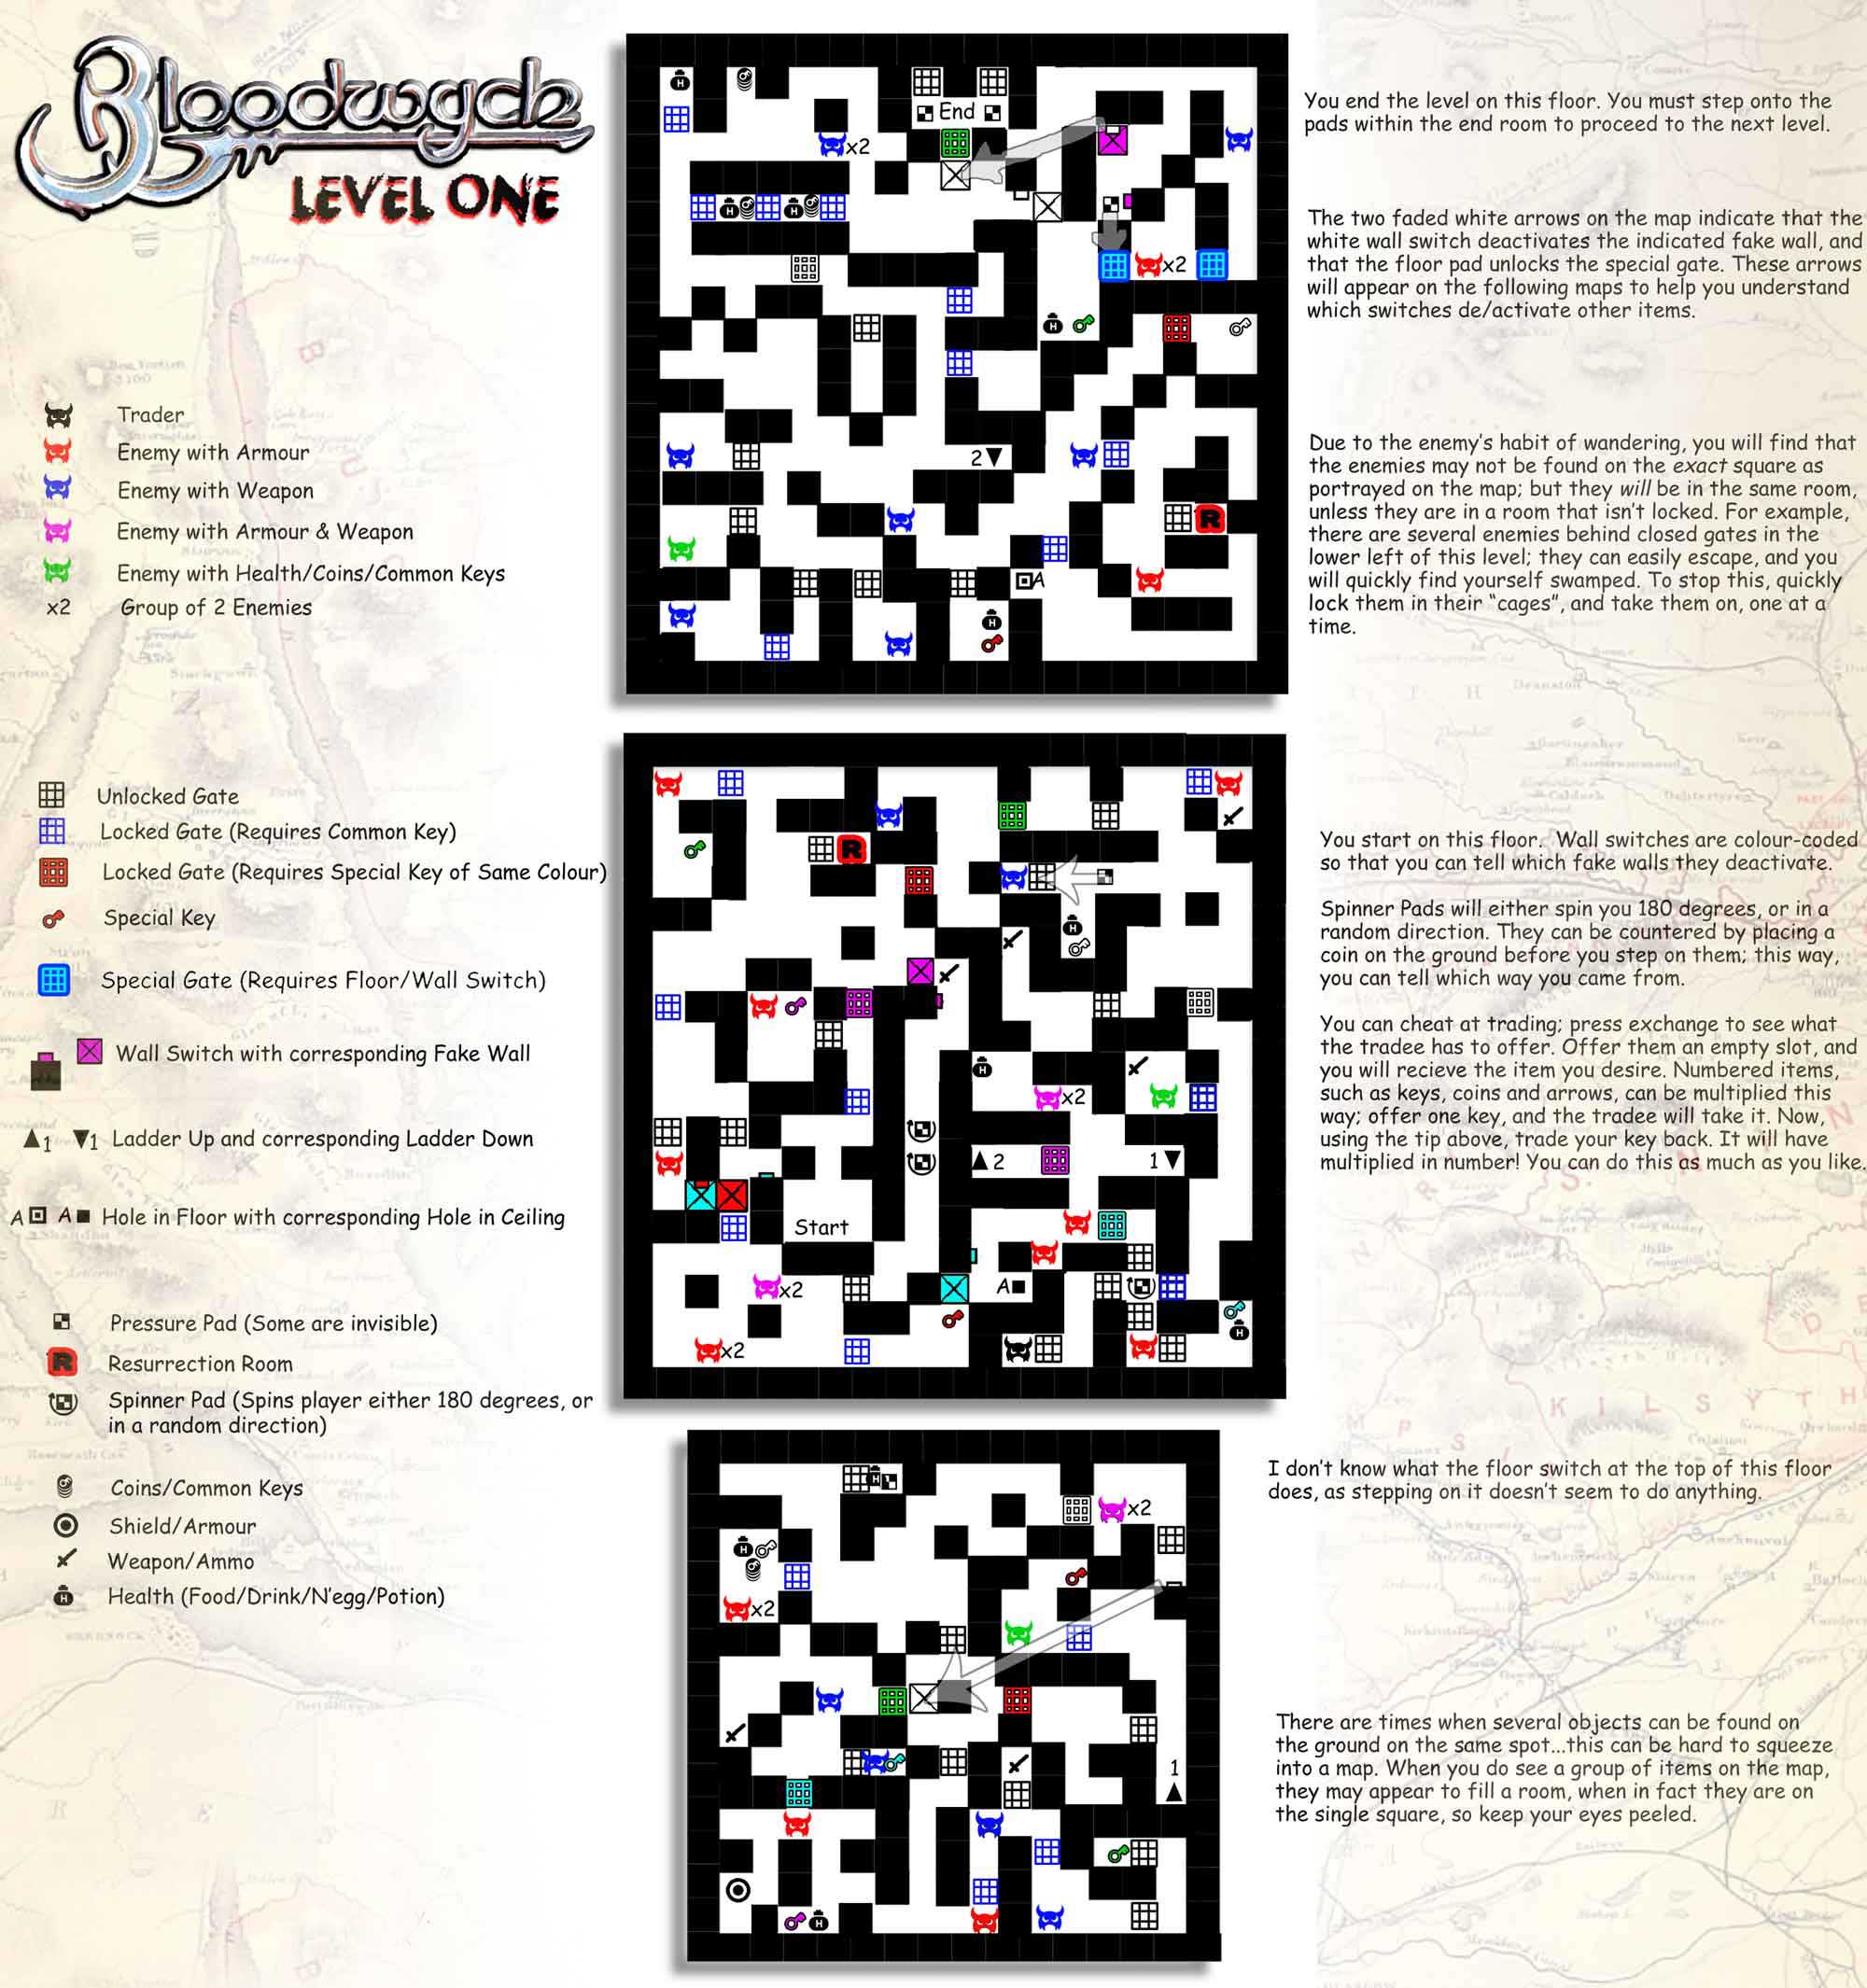 Bloodwych
LEVEL ONE
Trader
Enemy with Armour
Enemy with Weapon
Enemy with Armour & Weapon
Enemy with Health/Coins/Common Keys
x2 Group of 2 Enemies
Unlocked Gate
Locked Gate (Requires Common Key)
Locked Gate (Requires Special Key of Same Colour)
Special Key
Special Gate (Requires Floor/Wall Switch)
Wall Switch with corresponding Fake Wall
▲1 ▼1 Ladder Up and corresponding Ladder Down
A A■ Hole in Floor with corresponding Hole in Ceiling
Pressure Pad (Some are invisible)
R Resurrection Room
Spinner Pad (Spins player either 180 degrees, or
in a random direction)
Coins/Common Keys
Shield/Armour
Weapon/Ammo
H Health (Food/Drink/N'egg/Potion)
H
End
x2
H H
x2
H
2▼
R
A
H
You end the level on this floor. You must step onto the
pads within the end room to proceed to the next level.
The two faded white arrows on the map indicate that the
white wall switch deactivates the indicated fake wall, and
that the floor pad unlocks the special gate. These arrows
will appear on the following maps to help you understand
which switches de/activate other items.
Due to the enemy's habit of wandering, you will find that
the enemies may not be found on the exact square as
portrayed on the map; but they will be in the same room,
unless they are in a room that isn't locked. For example,
there are several enemies behind closed gates in the
lower left of this level; they can easily escape, and you
will quickly find yourself swamped. To stop this, quickly
lock them in their "cages", and take them on, one at a
time.
R
H
H
x2
▲2
1▼
Start
x2
A■
H
x2
You start on this floor. Wall switches are colour-coded
so that you can tell which fake walls they deactivate.
Spinner Pads will either spin you 180 degrees, or in a
random direction. They can be countered by placing a
coin on the ground before you step on them; this way,
you can tell which way you came from.
You can cheat at trading; press exchange to see what
the tradee has to offer. Offer them an empty slot, and
you will recieve the item you desire. Numbered items,
such as keys, coins and arrows, can be multiplied this
way; offer one key, and the tradee will take it. Now,
using the tip above, trade your key back. It will have
multiplied in number! You can do this as much as you like.
H
x2
H
x2
1
▲
H
I don't know what the floor switch at the top of this floor
does, as stepping on it doesn't seem to do anything.
There are times when several objects can be found on
the ground on the same spot...this can be hard to squeeze
into a map. When you do see a group of items on the map,
they may appear to fill a room, when in fact they are on
the single square, so keep your eyes peeled.